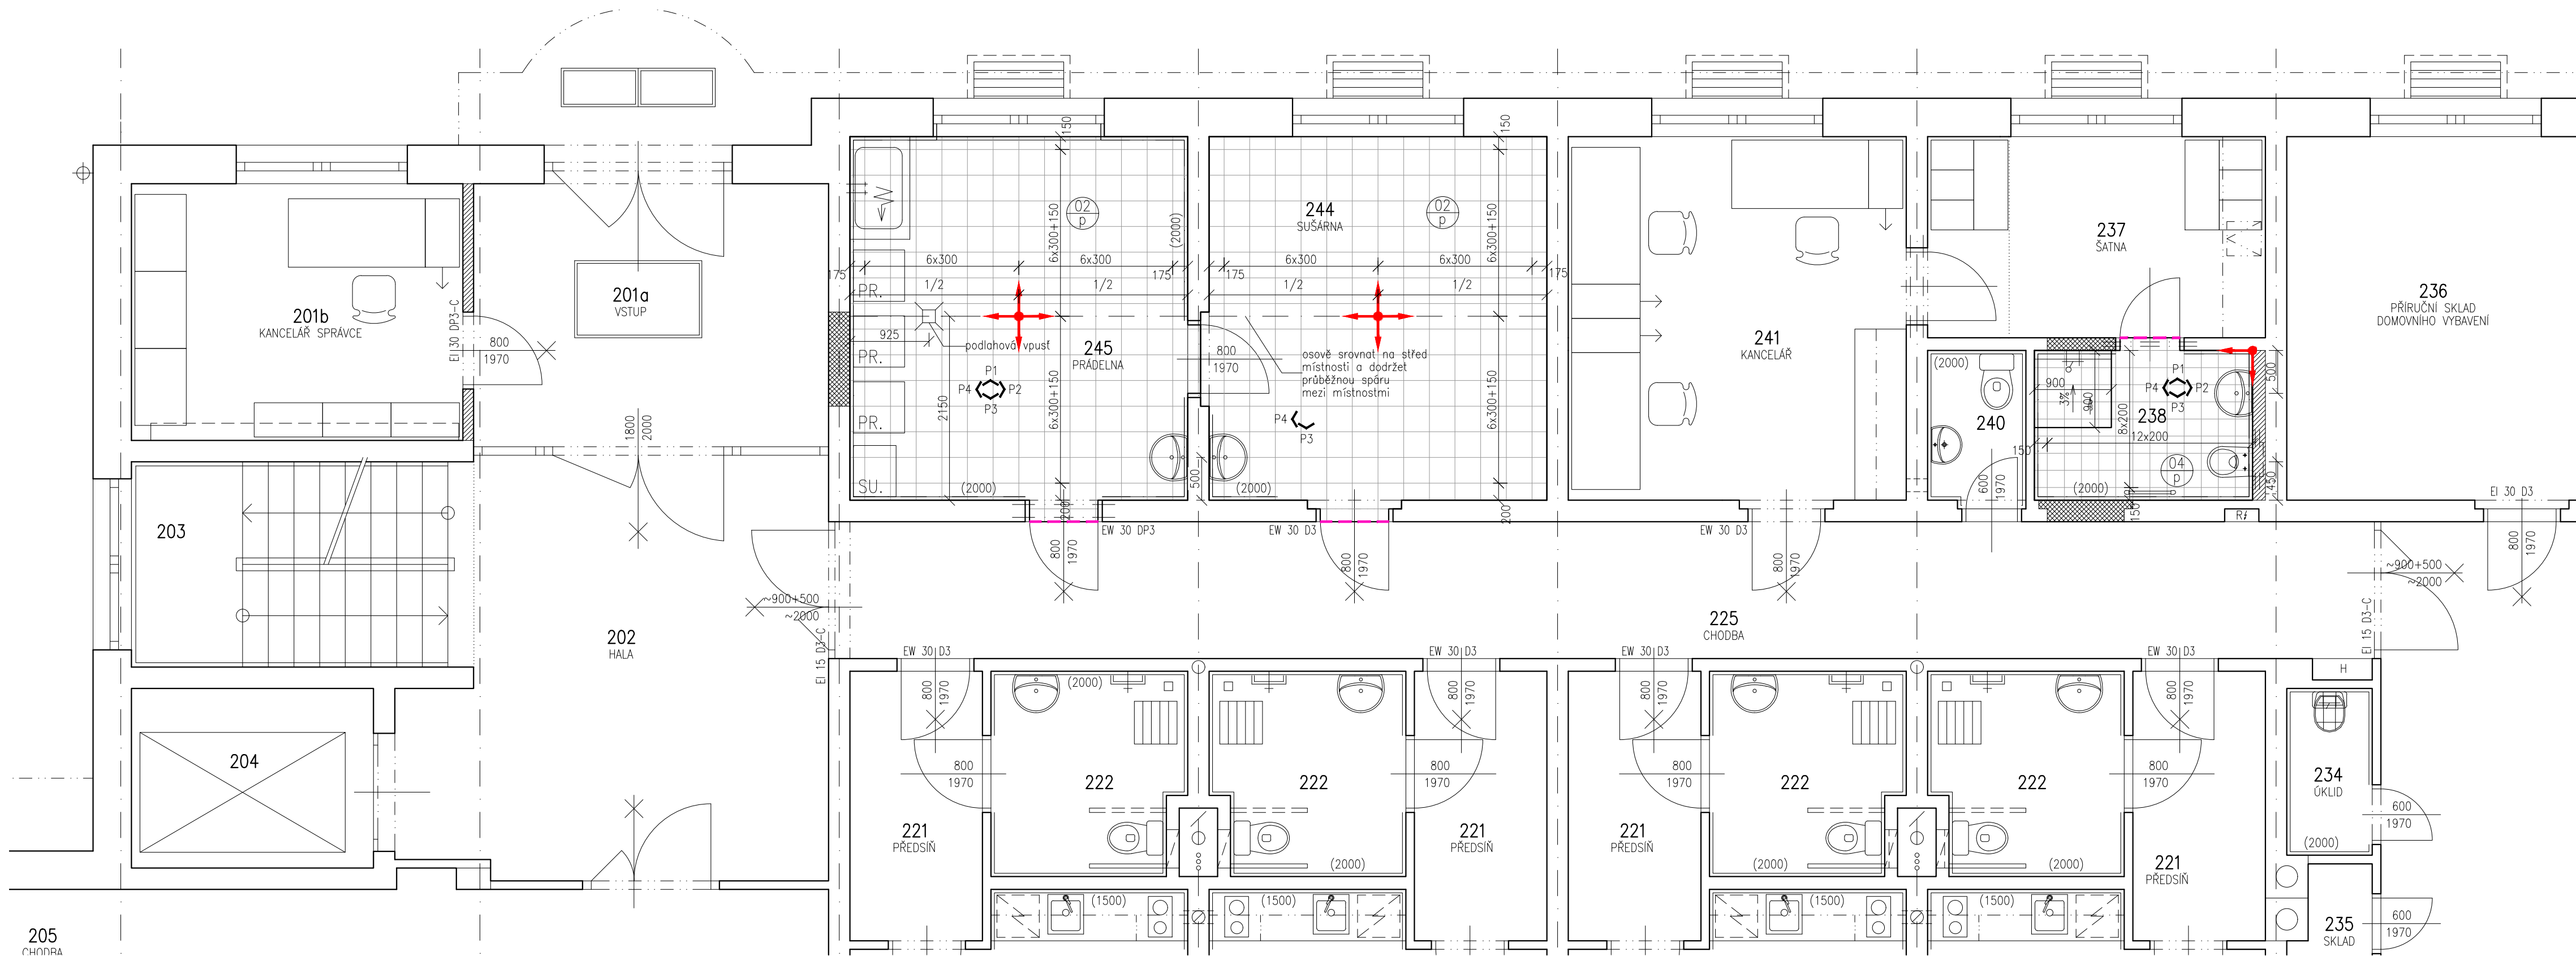 201b
KANCELÁŘ SPRÁVCE
EI 30 DP3-C
800
1970
201a
VSTUP
1800
2000
203
204
202
HALA
205
CHODBA
~900+500
~2000
EI 15 D3-C
150
02
p
6x300+150
(2000)
6x300
6x300
175
175
1/2
1/2
PR.
PR.
PR.
SU.
925
podlahová vpusť
2150
245
PRÁDELNA
P1
P4
P2
P3
6x300+150
(2000)
200
500
EW 30 DP3
800
1970
800
1970
244
SUŠÁRNA
02
p
150
6x300+150
6x300
6x300
175
175
1/2
1/2
osově srovnat na střed
místnosti a dodržet
průběžnou spáru
mezi místnostmi
P4
P3
6x300+150
(2000)
200
EW 30 D3
800
1970
241
KANCELÁŘ
EW 30 D3
800
1970
237
ŠATNA
(2000)
240
600
1970
900
900
3%
8x200
238
12x200
150
P1
P4
P2
P3
04
p
(2000)
150
500
450
R
236
PŘÍRUČNÍ SKLAD
DOMOVNÍHO VYBAVENÍ
EI 30 D3
800
1970
~900+500
~2000
EI 15 D3-C
225
CHODBA
EW 30 D3
800
1970
(2000)
800
1970
222
221
PŘEDSÍŇ
(1500)
EW 30 D3
800
1970
800
1970
222
(2000)
221
PŘEDSÍŇ
(1500)
EW 30 D3
800
1970
800
1970
222
(2000)
221
PŘEDSÍŇ
(1500)
EW 30 D3
800
1970
800
1970
222
(2000)
221
PŘEDSÍŇ
(1500)
H
234
ÚKLID
(2000)
600
1970
235
SKLAD
600
1970